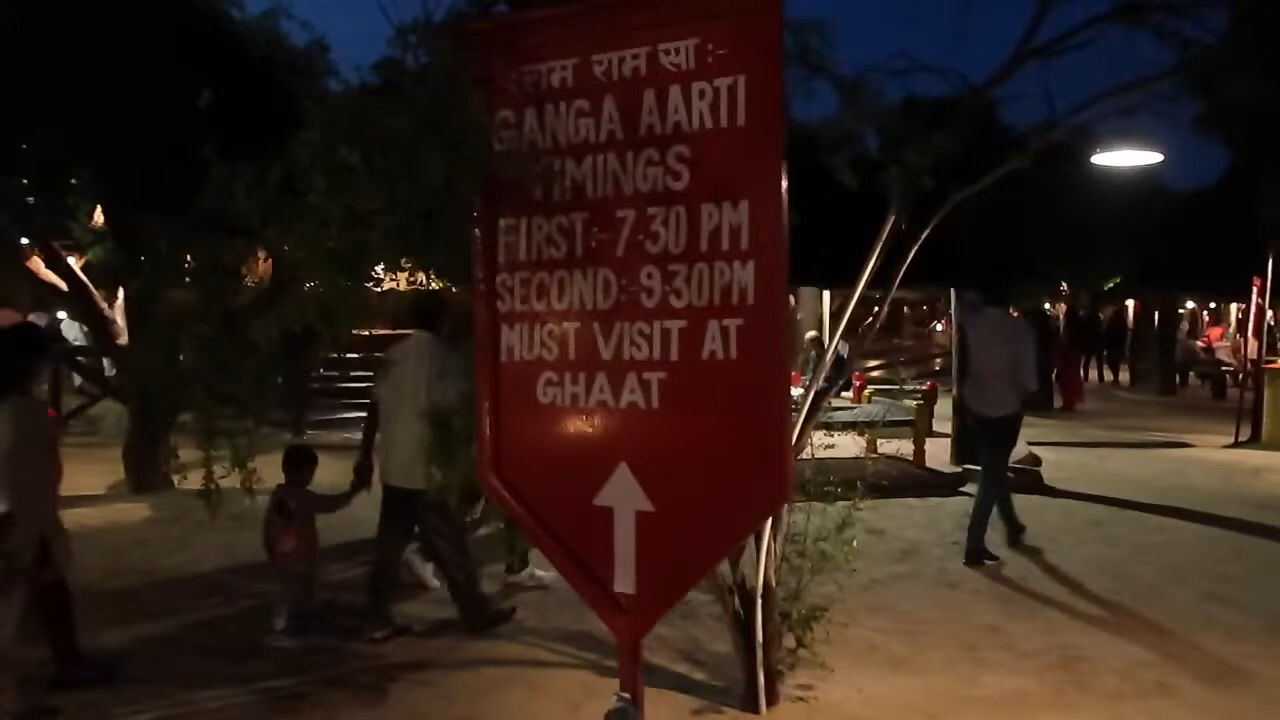 राम राम सा :-
GANGA AARTI
TIMINGS
FIRST:-7·30 PM
SECOND:-9·30PM
MUST VISIT AT
GHAAT